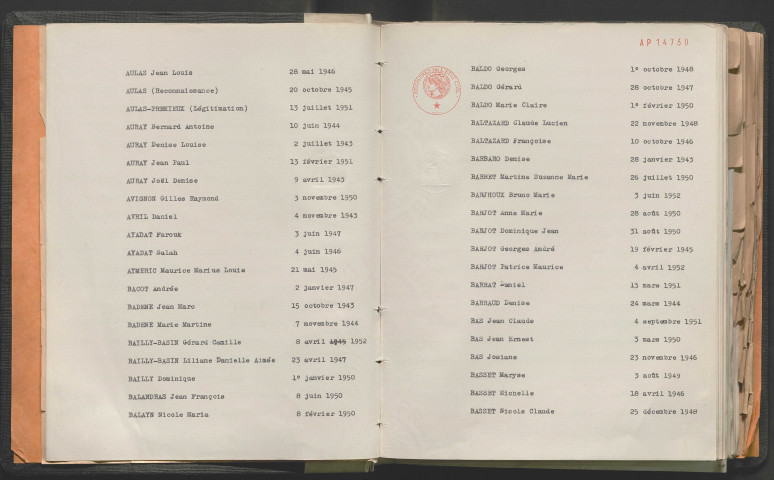 AULAS Jean Louis 28 mai 1946
AULAS (Reconnaissance) 20 octobre 1945
AULAS-PREMIEUX (Légitimation) 13 juillet 1951
AURAY Bernard Antoine 10 juin 1944
AURAY Denise Louise 2 juillet 1943
AURAY Jean Paul 13 février 1951
AURAY Joël Denise 9 avril 1943
AVIGNON Gilles Raymond 3 novembre 1950
AVRIL Daniel 4 novembre 1943
AYADAT Farouk 3 juin 1947
AYADAT Salah 4 juin 1946
AYMERIC Maurice Marius Louis 21 mai 1945
BACOT Andrée 2 janvier 1947
BADENE Jean Marc 15 octobre 1943
BADENE Marie Martine 7 novembre 1944
BAILLY-BASIN Gérard Camille 8 avril 1945 1952
BAILLY-BASIN Liliane Danielle Aimée 23 avril 1947
BAILLY Dominique 1º janvier 1950
BALANDRAS Jean François 8 juin 1950
BALAYN Nicole Maria 8 février 1950
AP14760
BALDO Georges 1º octobre 1948
BALDO Gérard 28 octobre 1947
BALDO Marie Claire 1º février 1950
BALTAZARD Claude Lucien 22 novembre 1948
BALTAZARD Françoise 10 octobre 1946
BARBARO Denise 28 janvier 1943
BARRET Martine Suzanne Marie 26 juillet 1950
BARJHOUX Bruno Marie 3 juin 1952
BARJOT Anne Marie 28 août 1950
BARJOT Dominique Jean 31 août 1950
BARJOT Georges André 19 février 1945
BARJOT Patrice Maurice 4 avril 1952
BARRAT Daniel 13 mars 1951
BARRAUD Denise 24 mars 1944
BAS Jean Claude 4 septembre 1951
BAS Jean Ernest 3 mars 1950
BAS Josiane 23 novembre 1946
BASSET Maryse 3 août 1949
BASSET Michelle 18 avril 1946
BASSET Nicole Claude 25 décembre 1948